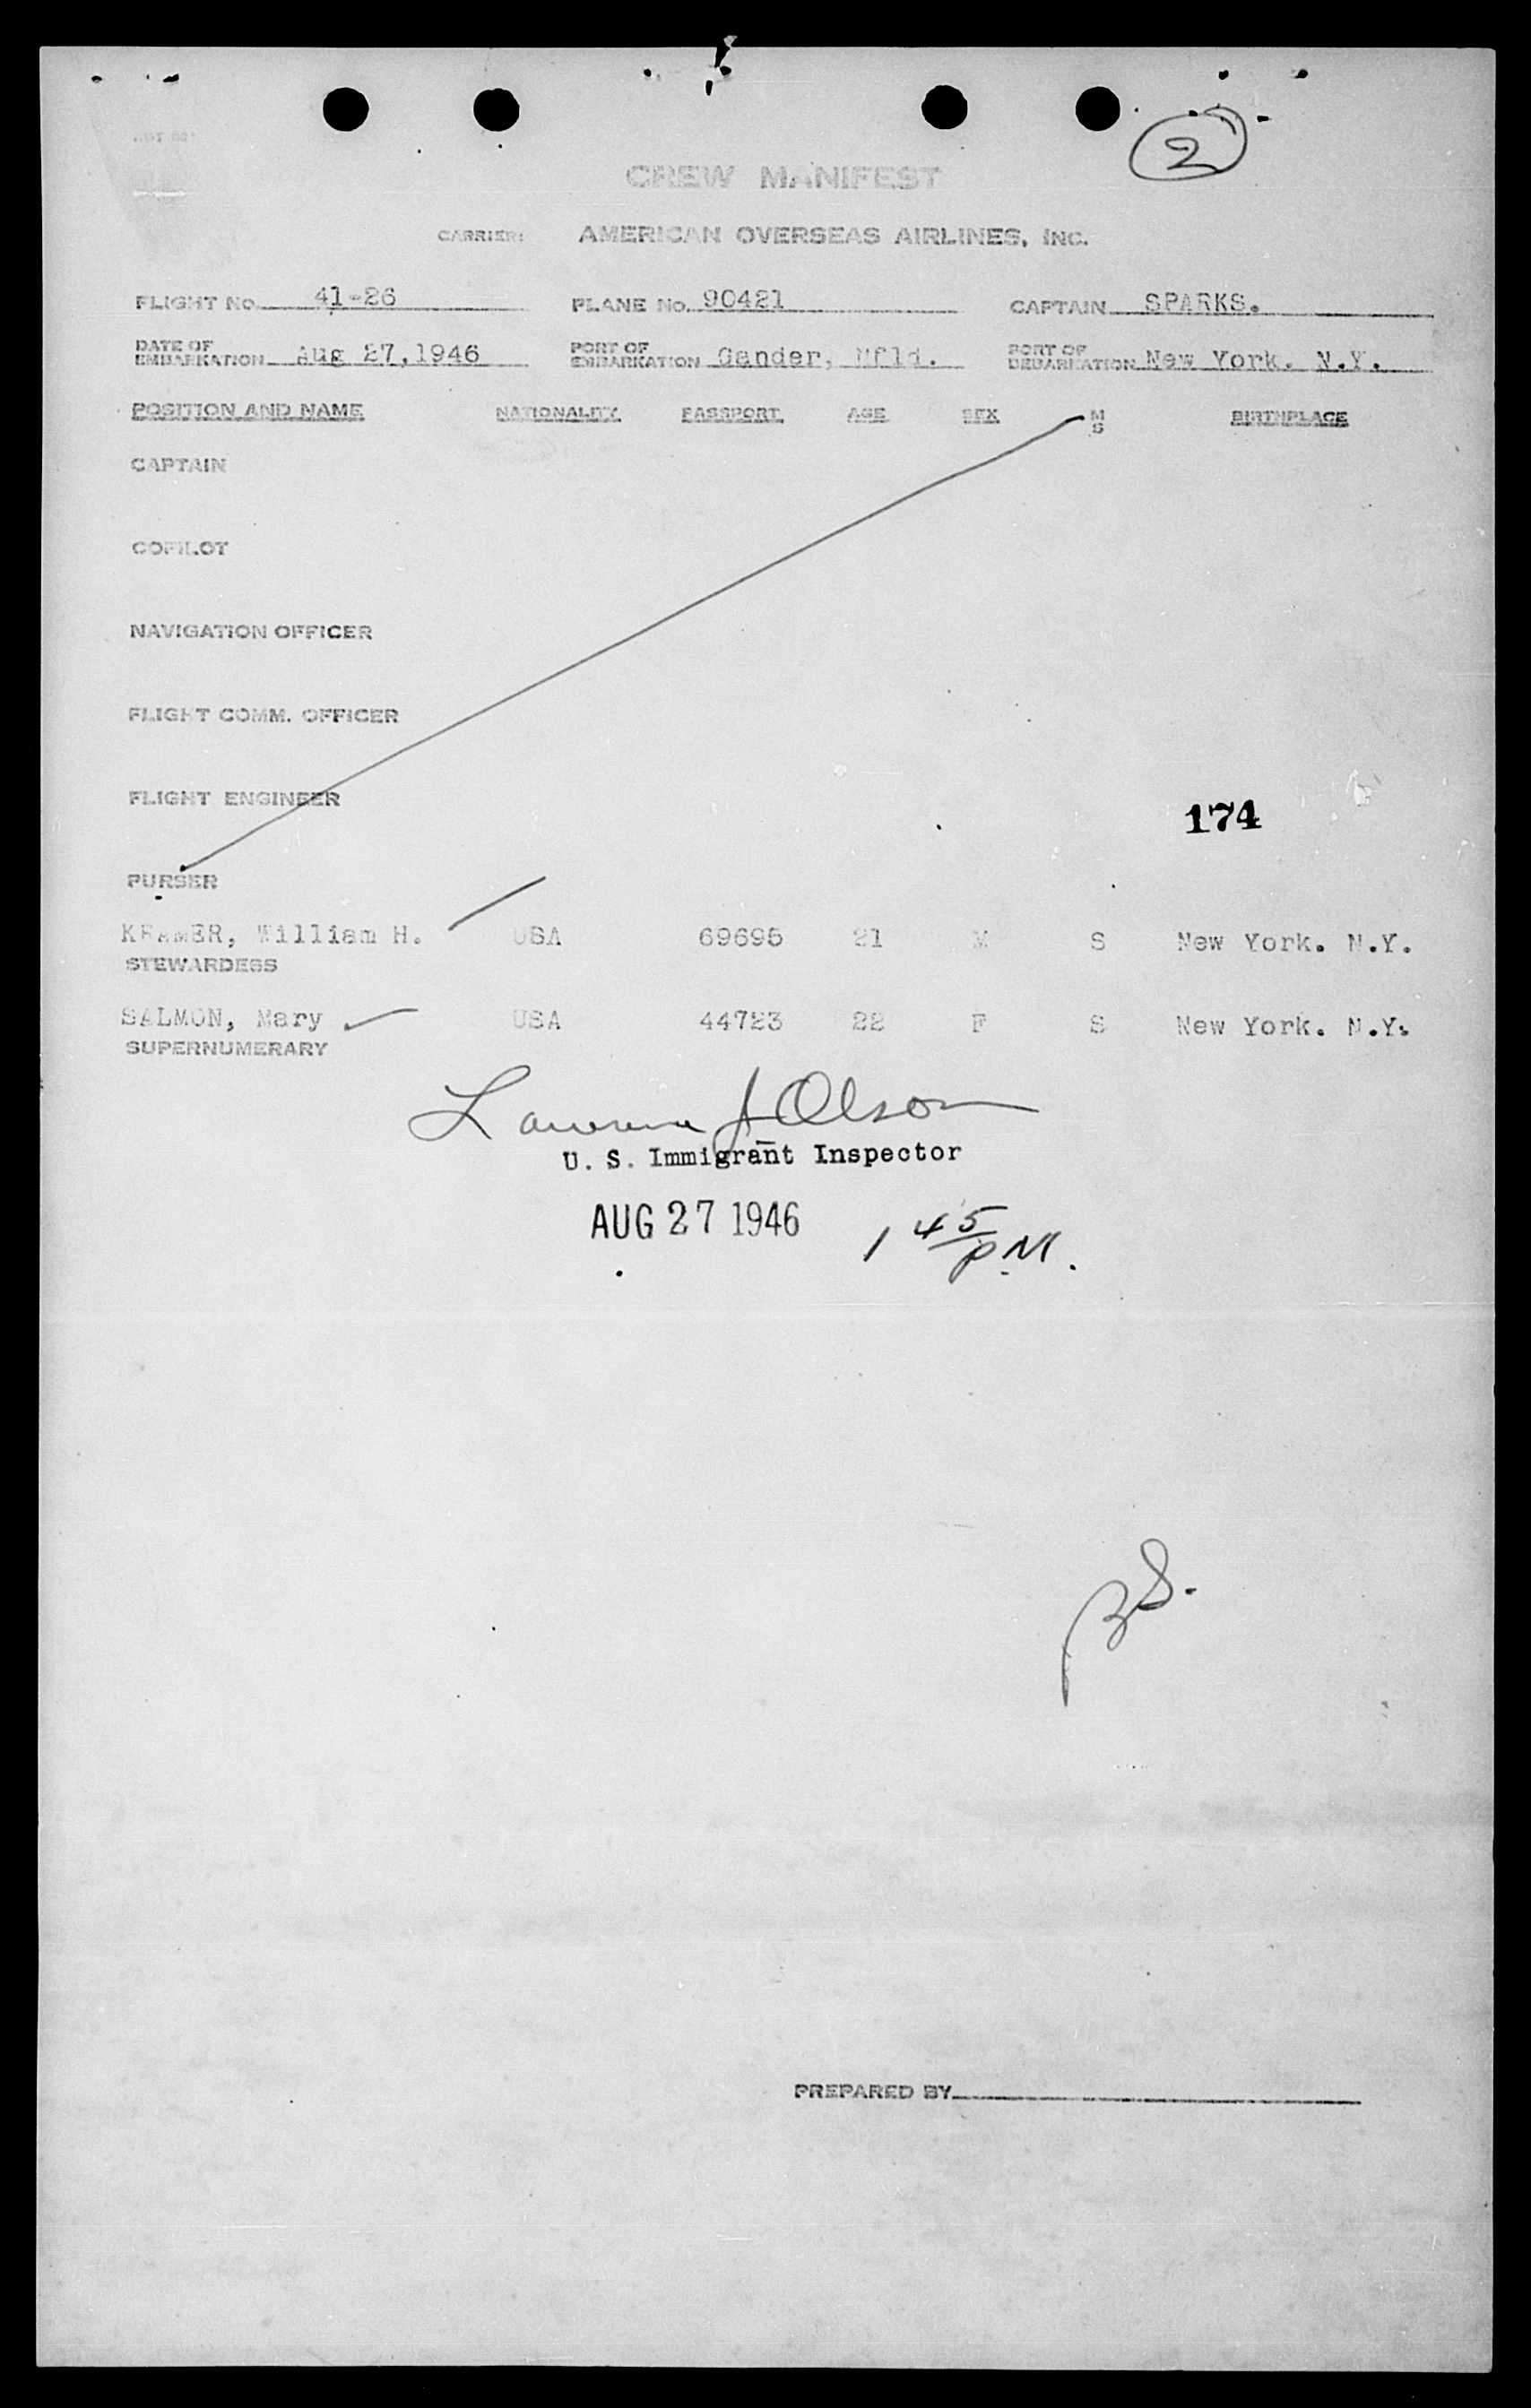 2
CREW MANIFEST
CARRIER: AMERICAN OVERSEAS AIRLINES, INC.
FLIGHT No. 41-26 PLANE No. 90421 CAPTAIN SPARKS.
DATE OF EMBARKATION Aug 27,1946 PORT OF EMBARKATION Gander, Nfld. PORT OF DEBARKATION New York. N.Y.
POSITION AND NAME NATIONALITY PASSPORT AGE SEX M S BIRTHPLACE
CAPTAIN
COPILOT
NAVIGATION OFFICER
FLIGHT COMM. OFFICER
FLIGHT ENGINEER
174
PURSER
KRAMER, William H. USA 69695 21 M S New York. N.Y.
STEWARDESS
SALMON, Mary USA 44723 22 F S New York. N.Y.
SUPERNUMERARY
Lawrence J Olson
U. S. Immigrant Inspector
AUG 27 1946 1 45 PM.
PREPARED BY